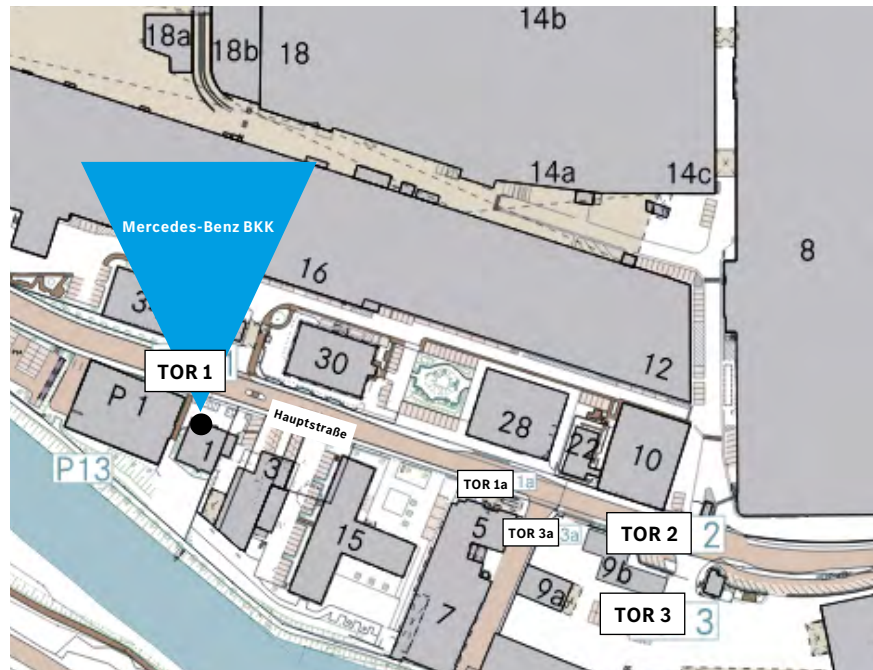 14b
18a
18b
18
14a
14c
Mercedes-Benz BKK
8
16
30
12
TOR 1
P 1
Hauptstraße
28
22
10
1
P13
3
TOR 1a
1a
15
5
TOR 3a
3a
TOR 2
2
9b
9a
7
TOR 3
3